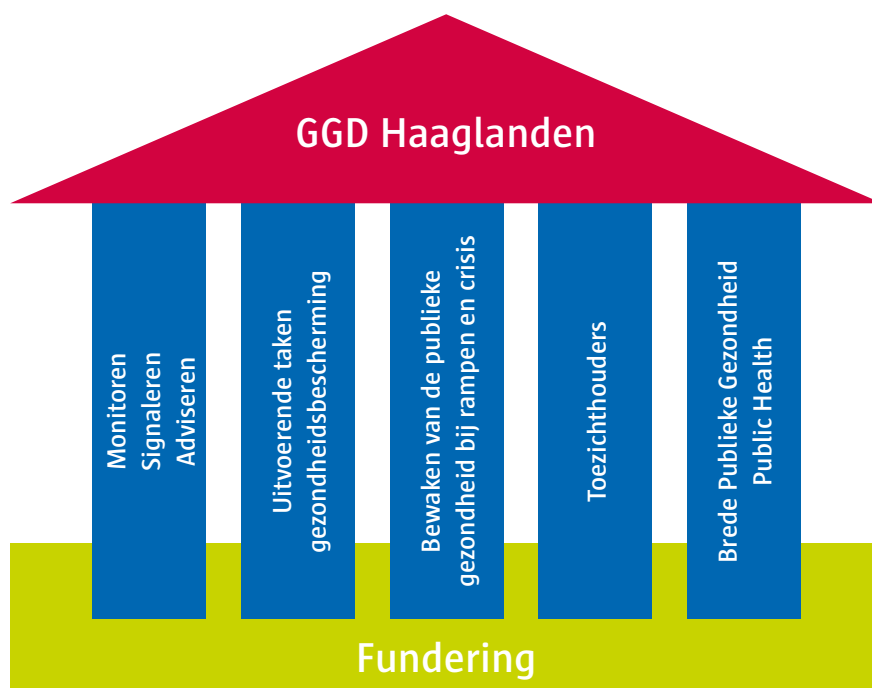 GGD Haaglanden
Monitoren
Signaleren
Adviseren
Uitvoerende taken
gezondheidsbescherming
Bewaken van de publieke
gezondheid bij rampen en crisis
Toezichthouders
Brede Publieke Gezondheid
Public Health
Fundering